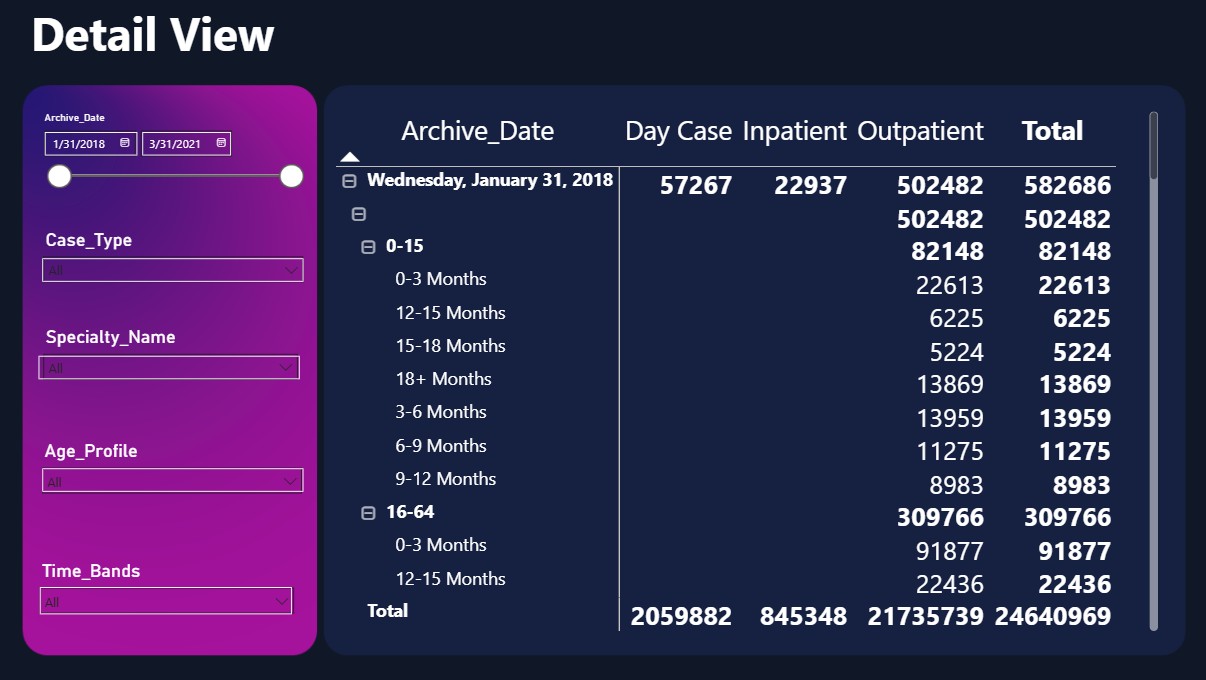 Detail View
Archive_Date
1/31/2018 3/31/2021
Case_Type
All
Specialty_Name
All
Age_Profile
All
Time_Bands
All
Archive_Date Day Case Inpatient Outpatient Total
Wednesday, January 31, 2018 57267 22937 502482 582686
502482 502482
0-15 82148 82148
0-3 Months 22613 22613
12-15 Months 6225 6225
15-18 Months 5224 5224
18+ Months 13869 13869
3-6 Months 13959 13959
6-9 Months 11275 11275
9-12 Months 8983 8983
16-64 309766 309766
0-3 Months 91877 91877
12-15 Months 22436 22436
Total 2059882 845348 21735739 24640969